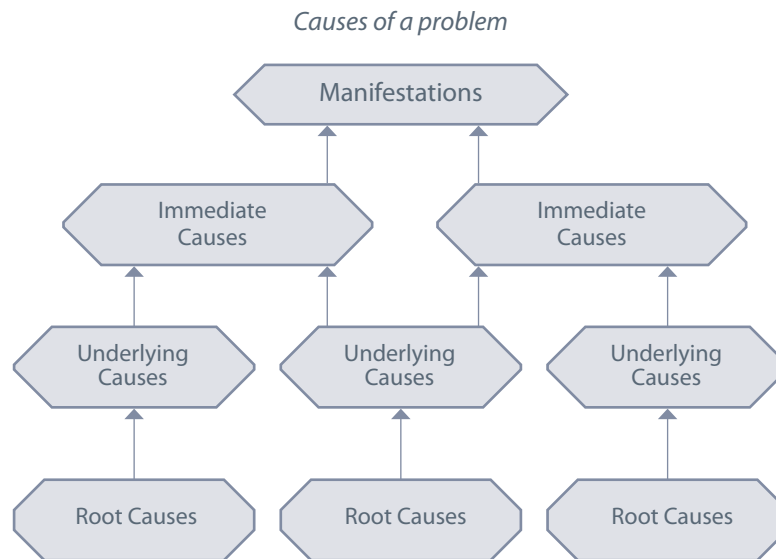 Causes of a problem
Manifestations
Immediate
Causes
Immediate
Causes
Underlying
Causes
Underlying
Causes
Underlying
Causes
Root Causes
Root Causes
Root Causes